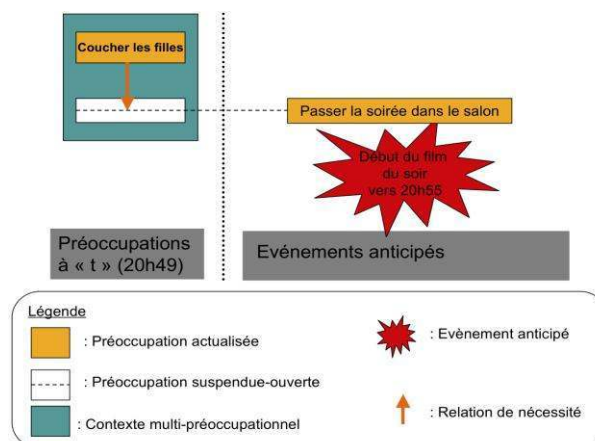 Coucher les filles
Passer la soirée dans le salon
Début du film
du soir
vers 20h55
Préoccupations
à « t » (20h49)
Evénements anticipés
Légende
: Préoccupation actualisée
: Préoccupation suspendue-ouverte
: Contexte multi-préoccupationnel
: Evènement anticipé
: Relation de nécessité